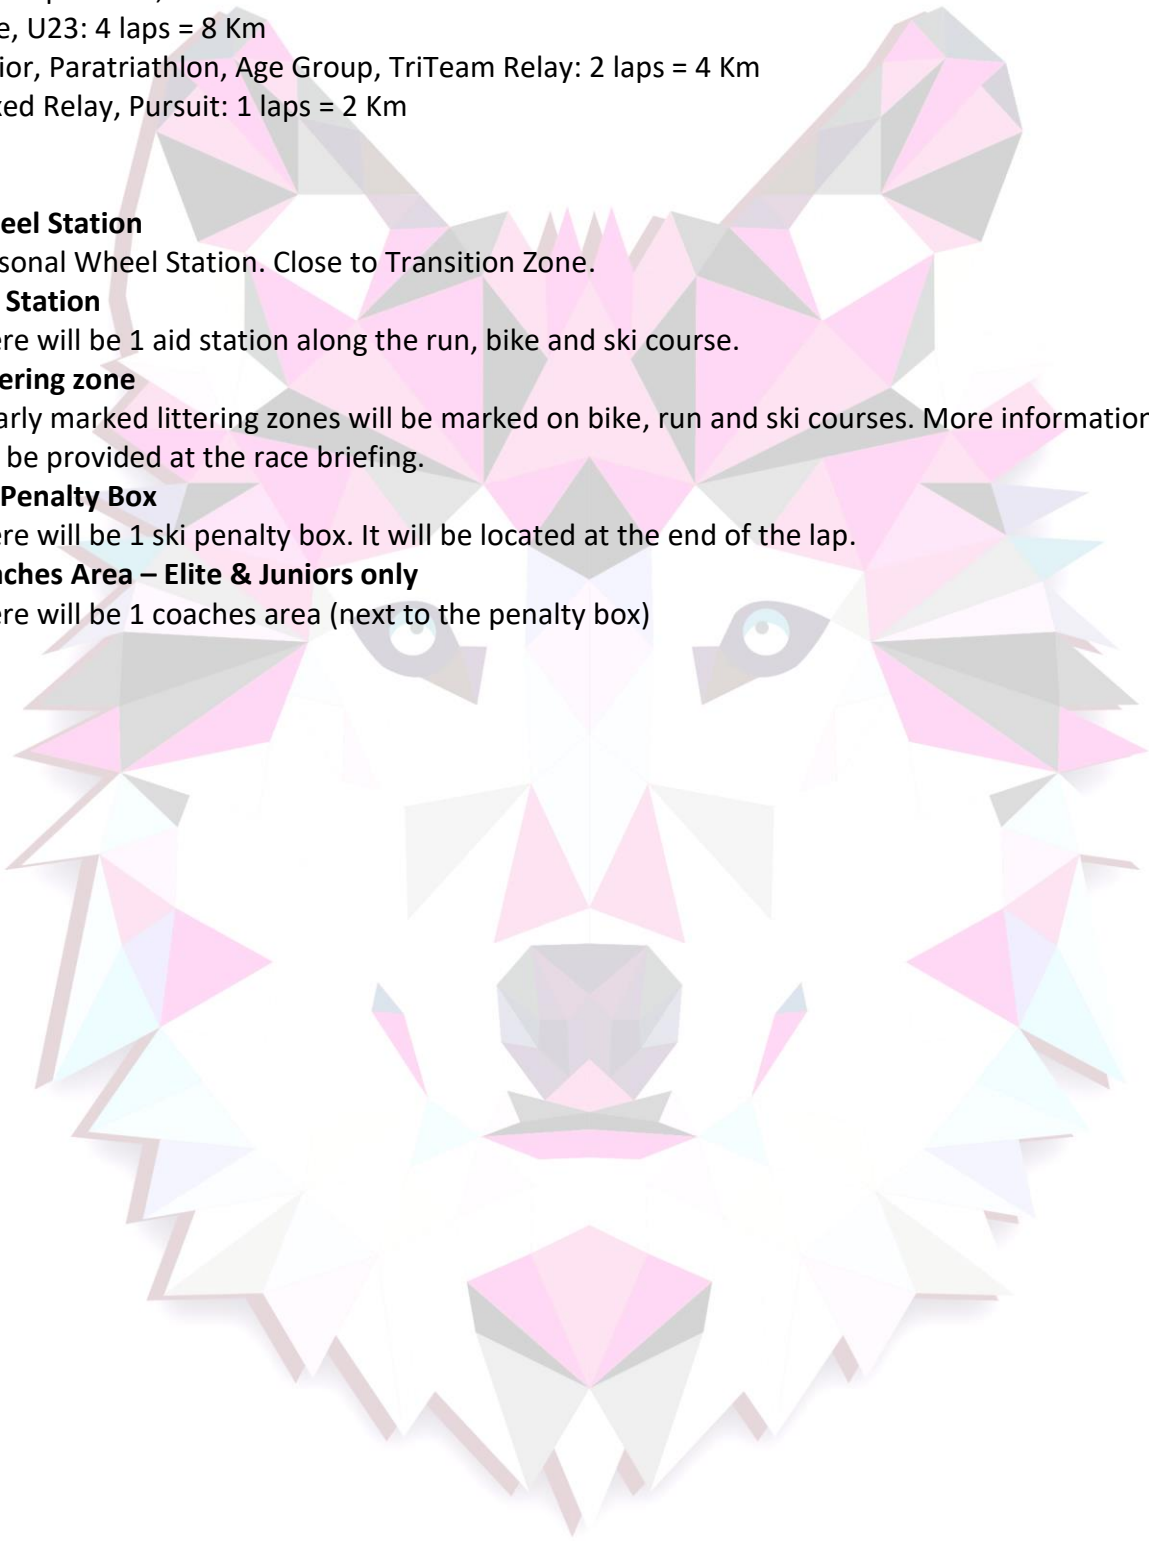 e, U23: 4 laps = 8 Km
ior, Paratriathlon, Age Group, TriTeam Relay: 2 laps = 4 Km
ed Relay, Pursuit: 1 laps = 2 Km
eel Station
sonal Wheel Station. Close to Transition Zone.
Station
ere will be 1 aid station along the run, bike and ski course.
ering zone
arly marked littering zones will be marked on bike, run and ski courses. More information
be provided at the race briefing.
Penalty Box
ere will be 1 ski penalty box. It will be located at the end of the lap.
aches Area – Elite & Juniors only
ere will be 1 coaches area (next to the penalty box)